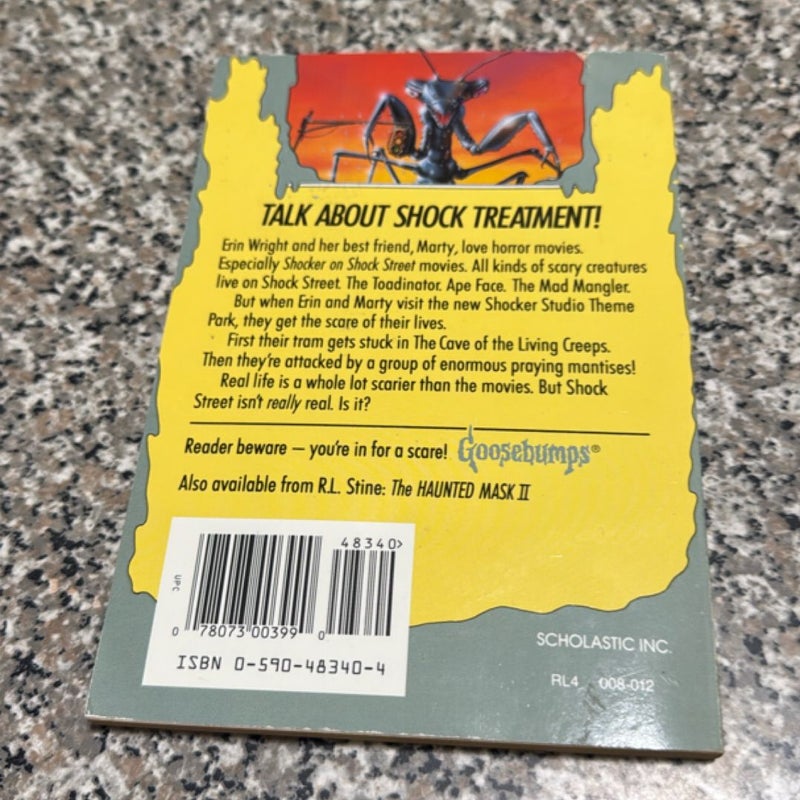 TALK ABOUT SHOCK TREATMENT!
Erin Wright and her best friend, Marty, love horror movies.
Especially Shocker on Shock Street movies. All kinds of scary creatures
live on Shock Street. The Toadinator. Ape Face. The Mad Mangler.
But when Erin and Marty visit the new Shocker Studio Theme
Park, they get the scare of their lives.
First their tram gets stuck in The Cave of the Living Creeps.
Then they're attacked by a group of enormous praying mantises!
Real life is a whole lot scarier than the movies. But Shock
Street isn't really real. Is it?
Reader beware — you're in for a scare! Goosebumps®
Also available from R.L. Stine: The HAUNTED MASK II
48340>
UPC
0 78073 00399 0
ISBN 0-590-48340-4
SCHOLASTIC INC.
RL4 008-012